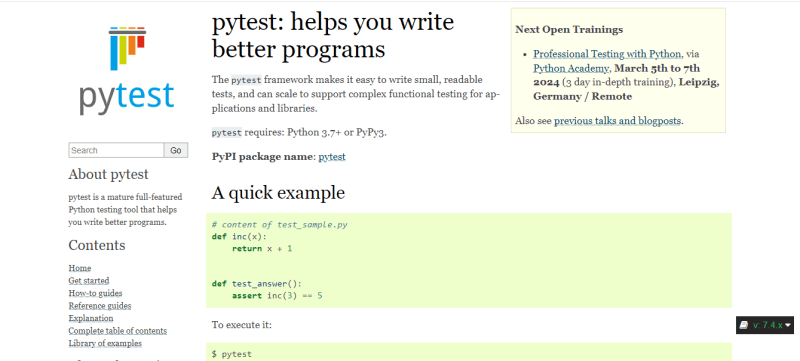 pytest
Search
Go
About pytest
pytest is a mature full-featured
Python testing tool that helps
you write better programs.
Contents
Home
Get started
How-to guides
Reference guides
Explanation
Complete table of contents
Library of examples
pytest: helps you write
better programs
The pytest framework makes it easy to write small, readable
tests, and can scale to support complex functional testing for ap-
plications and libraries.
pytest requires: Python 3.7+ or PyPy3.
PyPI package name: pytest
A quick example
# content of test_sample.py
def inc(x):
    return x + 1
def test_answer():
    assert inc(3) == 5
To execute it:
$ pytest
Next Open Trainings
• Professional Testing with Python, via
Python Academy, March 5th to 7th
2024 (3 day in-depth training), Leipzig,
Germany / Remote
Also see previous talks and blogposts.
v: 7.4.x